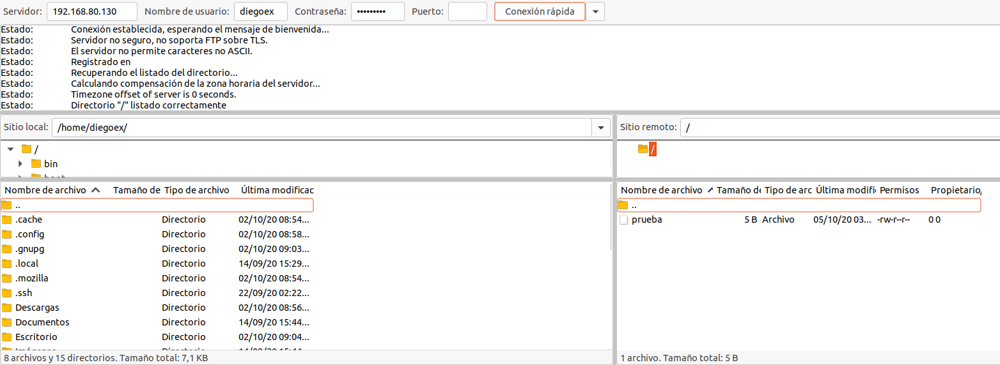 Servidor: 192.168.80.130 Nombre de usuario: diegoex Contraseña: ••••••••• Puerto: Conexión rápida
Estado: Conexión establecida, esperando el mensaje de bienvenida...
Estado: Servidor no seguro, no soporta FTP sobre TLS.
Estado: El servidor no permite caracteres no ASCII.
Estado: Registrado en
Estado: Recuperando el listado del directorio...
Estado: Calculando compensación de la zona horaria del servidor...
Estado: Timezone offset of server is 0 seconds.
Estado: Directorio "/" listado correctamente
Sitio local: /home/diegoex/
/
bin
boot
Nombre de archivo Tamaño de Tipo de archivo Última modificac
..
.cache Directorio 02/10/20 08:54...
.config Directorio 02/10/20 08:58...
.gnupg Directorio 02/10/20 09:03...
.local Directorio 14/09/20 15:29...
.mozilla Directorio 02/10/20 08:54...
.ssh Directorio 22/09/20 02:22...
Descargas Directorio 02/10/20 08:56...
Documentos Directorio 14/09/20 15:44...
Escritorio Directorio 02/10/20 09:04...
Imágenes Directorio 14/09/20 15:44...
8 archivos y 15 directorios. Tamaño total: 7,1 KB
Sitio remoto: /
/
Nombre de archivo Tamaño de Tipo de arc Última modifi Permisos Propietario/
..
prueba 5 B Archivo 05/10/20 03... -rw-r--r-- 0 0
1 archivo. Tamaño total: 5 B